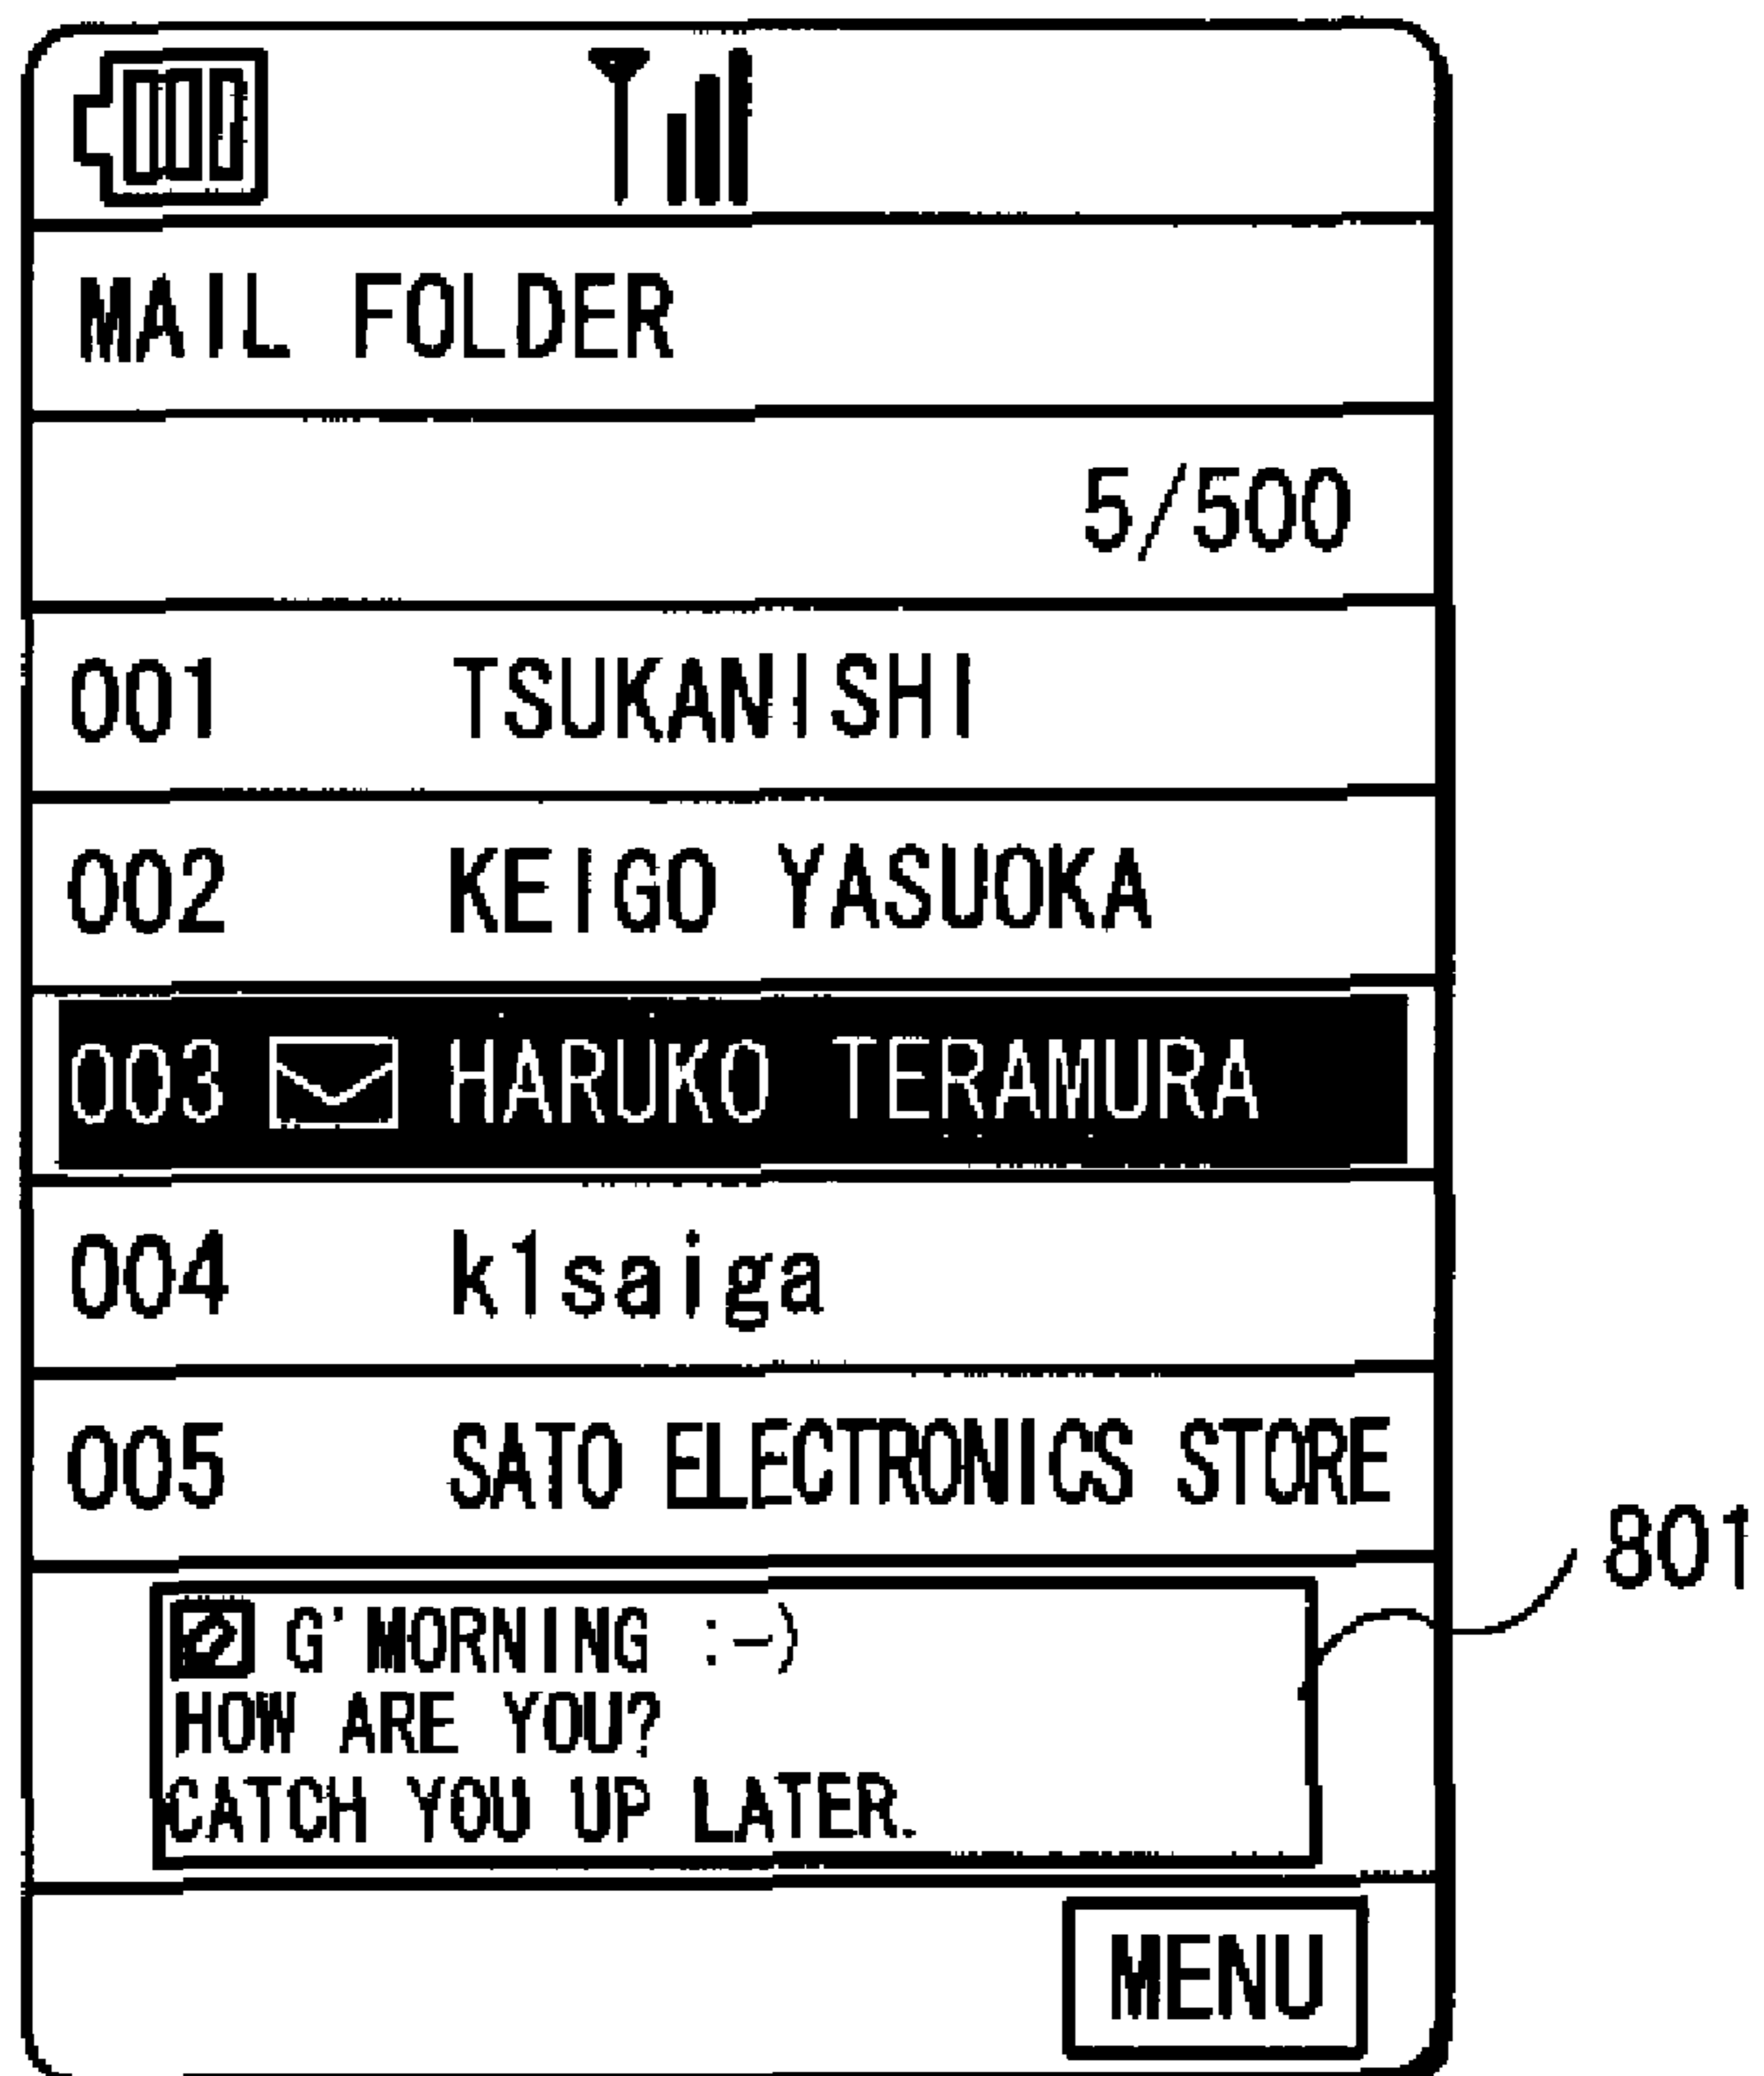 MAIL FOLDER
5/500
001 TSUKANISHI
002 KEIGO YASUOKA
003 HARUKO TERAMURA
004 k1saiga
005 SATO ELECTRONICS STORE
801
G'MORNING :-)
HOW ARE YOU?
CATCH YOU UP LATER.
MENU